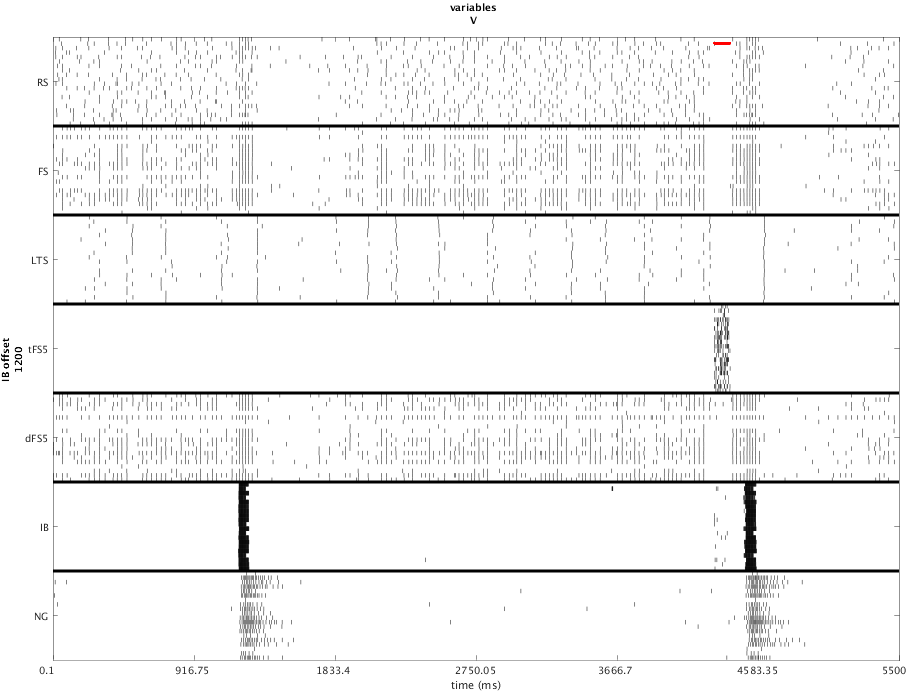 variables
V
RS
FS
LTS
tFS5
IB offset
1200
dFS5
IB
NG
0.1 916.75 1833.4 2750.05 3666.7 4583.35 5500
time (ms)